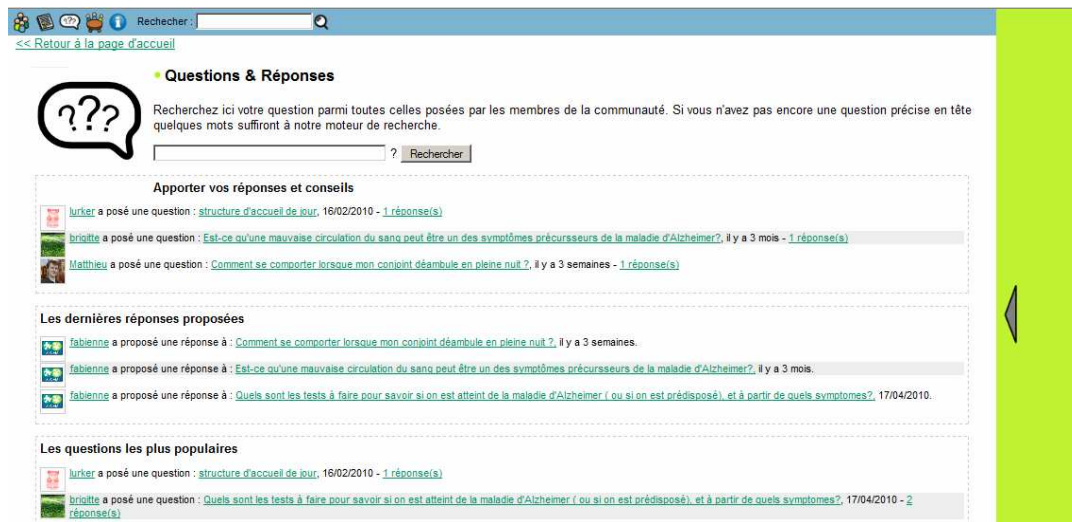 Rechecher :
<< Retour à la page d'accueil
Questions & Réponses
???
Recherchez ici votre question parmi toutes celles posées par les membres de la communauté. Si vous n'avez pas encore une question précise en tête
quelques mots suffiront à notre moteur de recherche.
? Rechercher
Apporter vos réponses et conseils
lurker a posé une question : structure d'accueil de jour, 16/02/2010 - 1 réponse(s)
brigitte a posé une question : Est-ce qu'une mauvaise circulation du sang peut être un des symptômes précursseurs de la maladie d'Alzheimer?, il y a 3 mois - 1 réponse(s)
Matthieu a posé une question : Comment se comporter lorsque mon conjoint déambule en pleine nuit ?, il y a 3 semaines - 1 réponse(s)
Les dernières réponses proposées
fabienne a proposé une réponse à : Comment se comporter lorsque mon conjoint déambule en pleine nuit ?, il y a 3 semaines.
fabienne a proposé une réponse à : Est-ce qu'une mauvaise circulation du sang peut être un des symptômes précursseurs de la maladie d'Alzheimer?, il y a 3 mois.
fabienne a proposé une réponse à : Quels sont les tests à faire pour savoir si on est atteint de la maladie d'Alzheimer ( ou si on est prédisposé), et à partir de quels symptomes?, 17/04/2010.
Les questions les plus populaires
lurker a posé une question : structure d'accueil de jour, 16/02/2010 - 1 réponse(s)
brigitte a posé une question : Quels sont les tests à faire pour savoir si on est atteint de la maladie d'Alzheimer ( ou si on est prédisposé), et à partir de quels symptomes?, 17/04/2010 - 2
réponse(s)